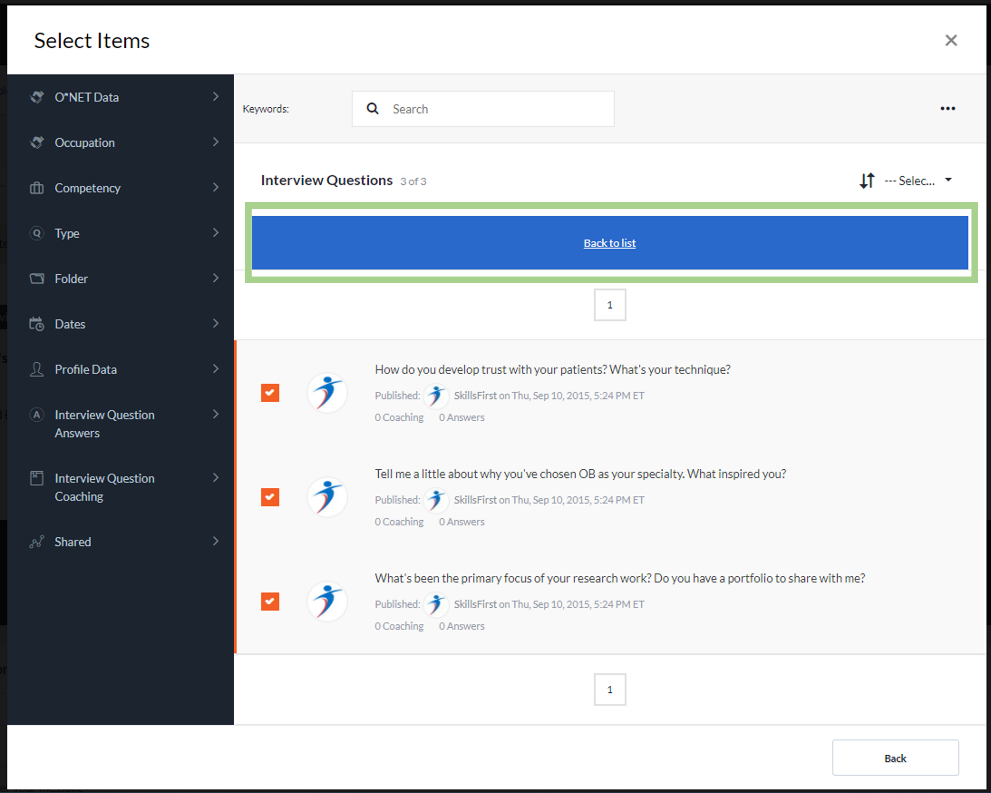 Select Items
O*NET Data
Occupation
Competency
Type
Folder
Dates
Profile Data
Interview Question
Answers
Interview Question
Coaching
Shared
Keywords:
Search
Interview Questions 3 of 3
--- Selec...
Back to list
1
How do you develop trust with your patients? What's your technique?
Published: SkillsFirst on Thu, Sep 10, 2015, 5:24 PM ET
0 Coaching 0 Answers
Tell me a little about why you've chosen OB as your specialty. What inspired you?
Published: SkillsFirst on Thu, Sep 10, 2015, 5:24 PM ET
0 Coaching 0 Answers
What's been the primary focus of your research work? Do you have a portfolio to share with me?
Published: SkillsFirst on Thu, Sep 10, 2015, 5:24 PM ET
0 Coaching 0 Answers
1
Back